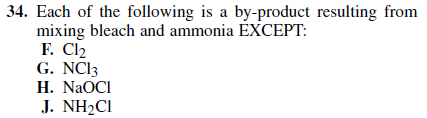 34. Each of the following is a by-product resulting from
mixing bleach and ammonia EXCEPT:
F. Cl₂
G. NCl₃
H. NaOCl
J. NH₂Cl